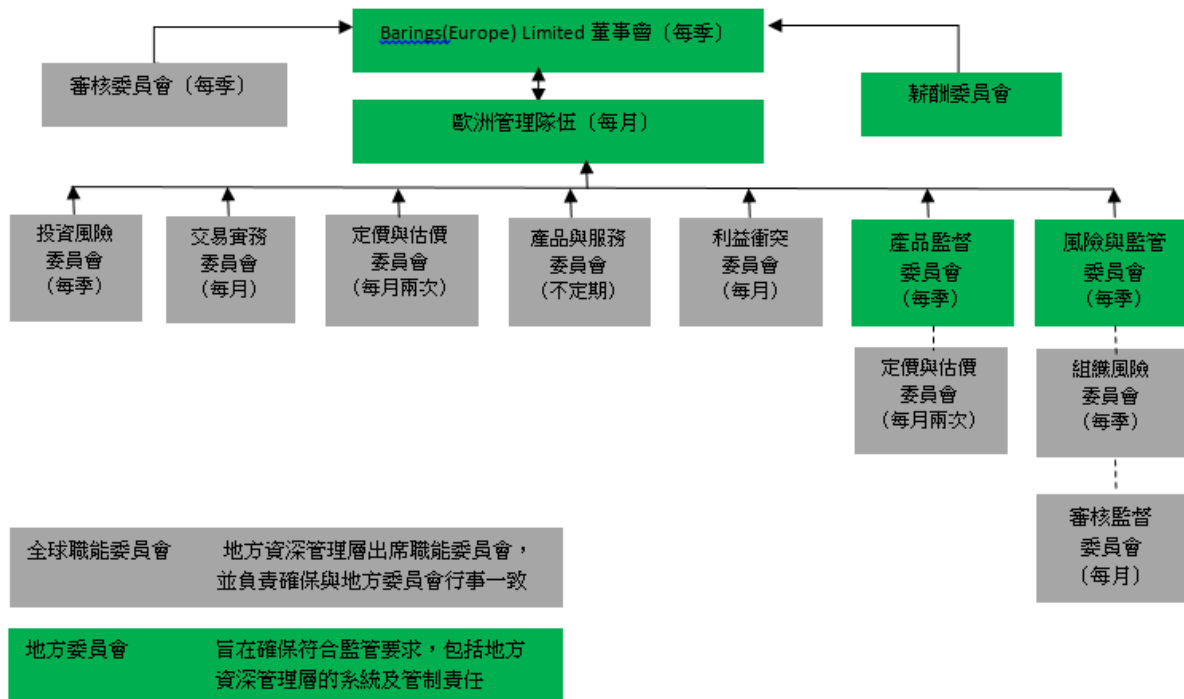 Barings(Europe) Limited 董事會〔每季〕
審核委員會〔每季〕
薪酬委員會
歐洲管理隊伍〔每月〕
投資風險
委員會
(每季〕
交易實務
委員會
(每月〕
定價與估價
委員會
(每月兩次〕
產品與服務
委員會
(不定期〕
利益衝突
委員會
(每月〕
產品監督
委員會
(每季〕
風險與監管
委員會
(每季〕
定價與估價
委員會
(每月兩次〕
組織風險
委員會
(每季〕
審核監督
委員會
(每月〕
全球職能委員會 地方資深管理層出席職能委員會，
並負責確保與地方委員會行事一致
地方委員會 旨在確保符合監管要求，包括地方
資深管理層的系統及管制責任